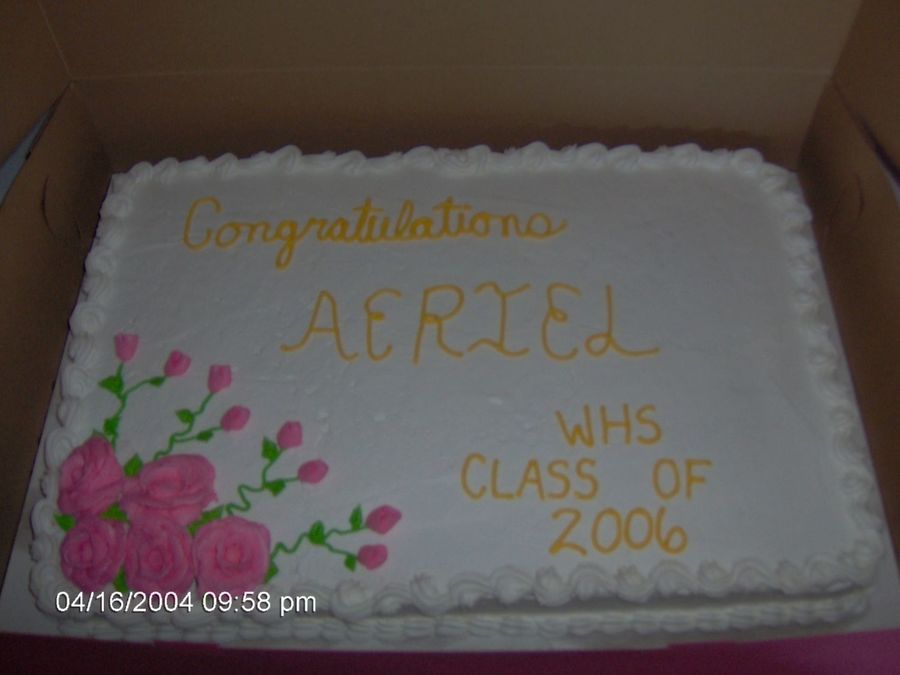 Congratulations
AERIEL
WHS
CLASS OF
2006
04/16/2004 09:58 pm